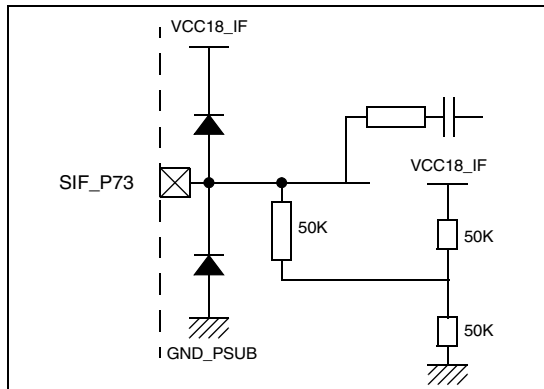 VCC18_IF
VCC18_IF
SIF_P73
50K
50K
50K
GND_PSUB